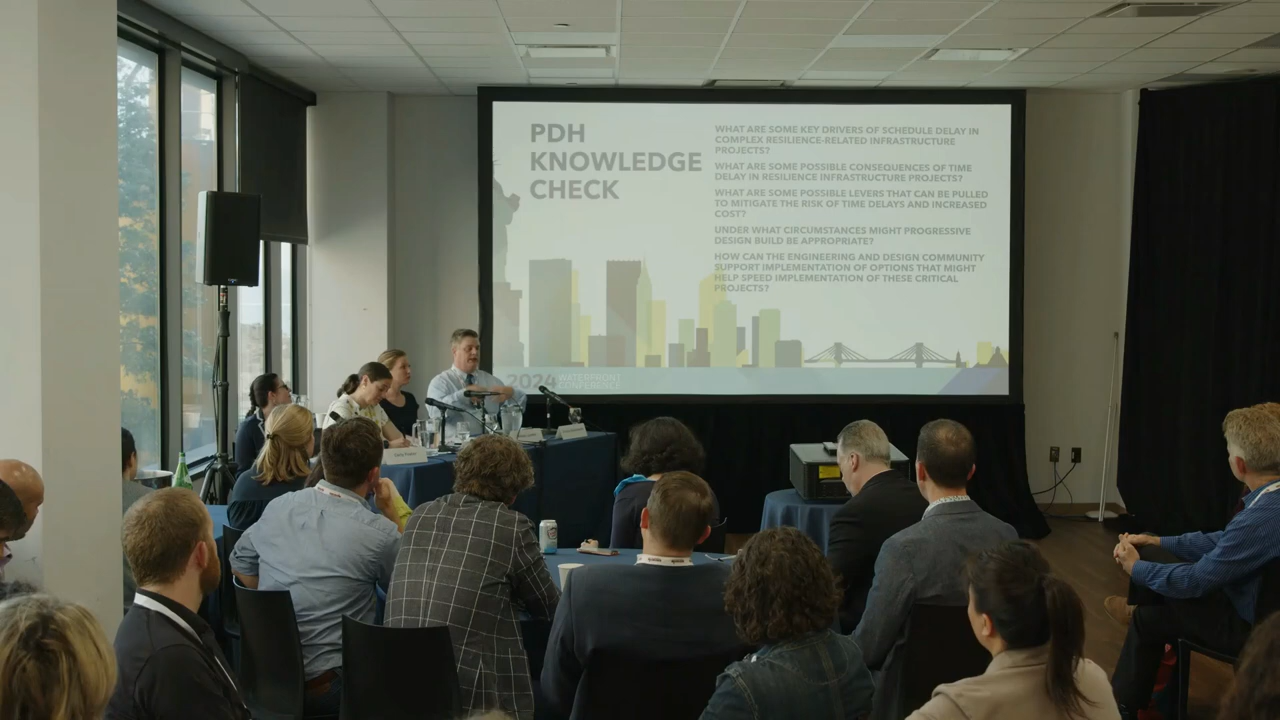 PDH
KNOWLEDGE
CHECK
WHAT ARE SOME KEY DRIVERS OF SCHEDULE DELAY IN
COMPLEX RESILIENCE-RELATED INFRASTRUCTURE
PROJECTS?
WHAT ARE SOME POSSIBLE CONSEQUENCES OF TIME
DELAY IN RESILIENCE INFRASTRUCTURE PROJECTS?
WHAT ARE SOME POSSIBLE LEVERS THAT CAN BE PULLED
TO MITIGATE THE RISK OF TIME DELAYS AND INCREASED
COST?
UNDER WHAT CIRCUMSTANCES MIGHT PROGRESSIVE
DESIGN BUILD BE APPROPRIATE?
HOW CAN THE ENGINEERING AND DESIGN COMMUNITY
SUPPORT IMPLEMENTATION OF OPTIONS THAT MIGHT
HELP SPEED IMPLEMENTATION OF THESE CRITICAL
PROJECTS?
2024 WATERFRONT
CONFERENCE